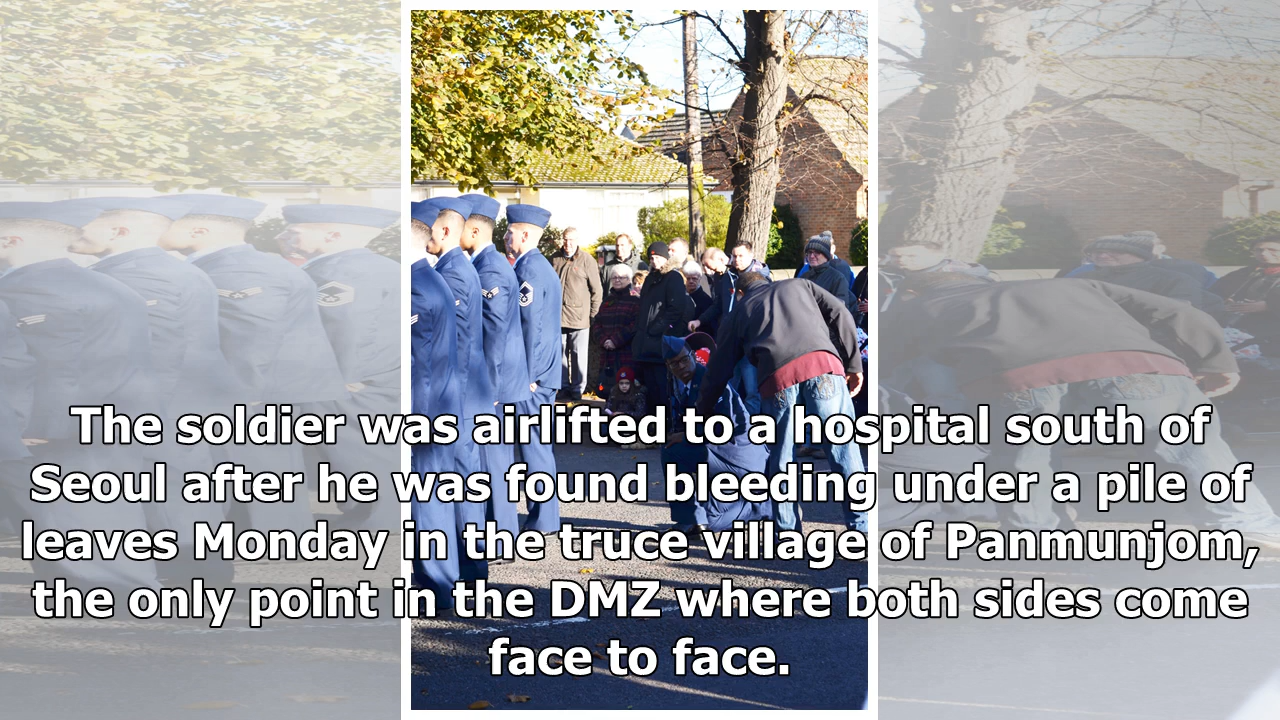 The soldier was airlifted to a hospital south of
Seoul after he was found bleeding under a pile of
leaves Monday in the truce village of Panmunjom,
the only point in the DMZ where both sides come
face to face.